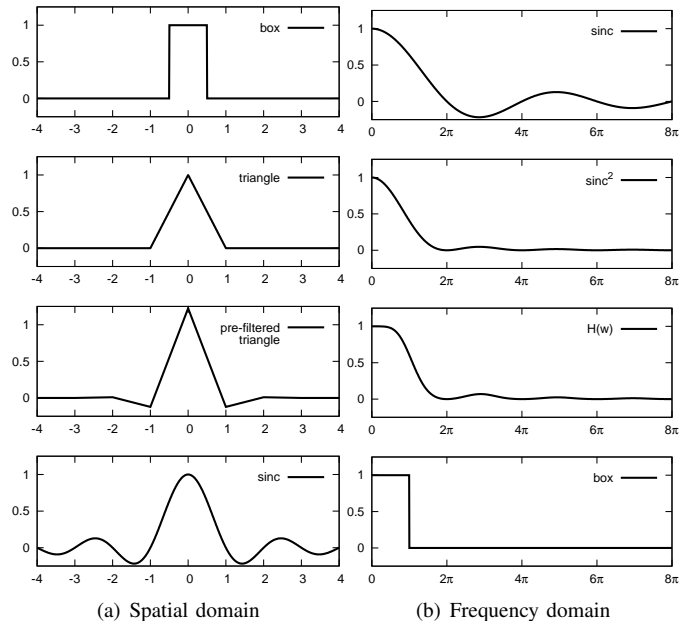 1
0.5
0
box
-4 -3 -2 -1 0 1 2 3 4
1
0.5
0
sinc
0 2π 4π 6π 8π
1
0.5
0
triangle
-4 -3 -2 -1 0 1 2 3 4
1
0.5
0
sinc²
0 2π 4π 6π 8π
1
0.5
0
pre-filtered
triangle
-4 -3 -2 -1 0 1 2 3 4
1
0.5
0
H(w)
0 2π 4π 6π 8π
1
0.5
0
sinc
-4 -3 -2 -1 0 1 2 3 4
1
0.5
0
box
0 2π 4π 6π 8π
(a) Spatial domain
(b) Frequency domain